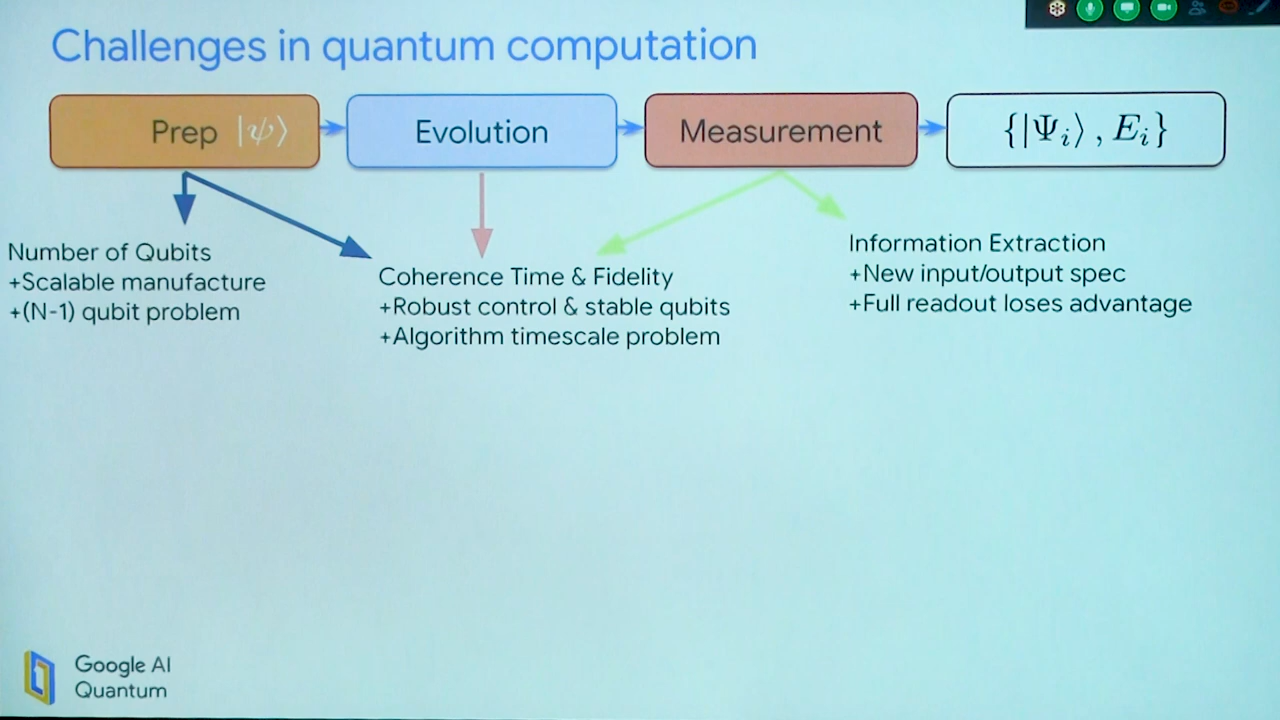 Challenges in quantum computation
Prep |ψ⟩
Evolution
Measurement
{|Ψᵢ⟩ , Eᵢ}
Number of Qubits
+Scalable manufacture
+(N-1) qubit problem
Coherence Time & Fidelity
+Robust control & stable qubits
+Algorithm timescale problem
Information Extraction
+New input/output spec
+Full readout loses advantage
Google AI
Quantum